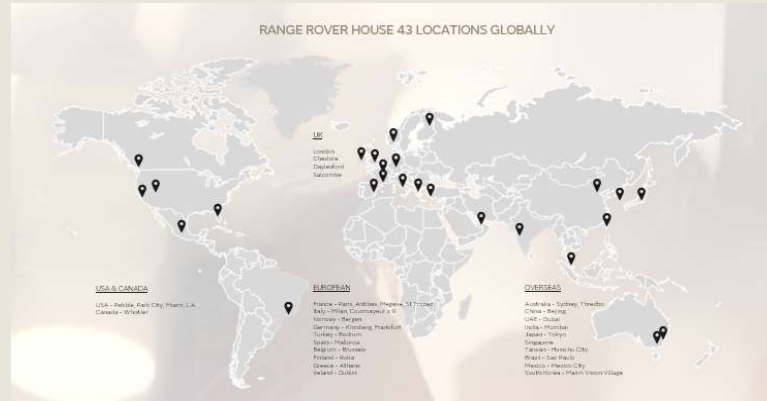 RANGE ROVER HOUSE 43 LOCATIONS GLOBALLY
UK
London
Cheshire
Daylesford
Salcombe
USA & CANADA
USA - Pebble, Park City, Miami, LA
Canada - Whistler
EUROPEAN
France - Paris, Antibes, Megeve, St Tropez
Italy - Milan, Courmayeur x 9
Norway - Bergen
Germany - Kronberg, Frankfurt
Turkey - Bodrum
Spain - Mallorca
Belgium - Brussels
Finland - Ruka
Greece - Athens
Ireland - Dublin
OVERSEAS
Australia - Sydney, Thredbo
China - Beijing
UAE - Dubai
India - Mumbai
Japan - Tokyo
Singapore
Taiwan - Hsinchu City
Brazil - Sao Paulo
Mexico - Mexico City
South Korea - Vision Village